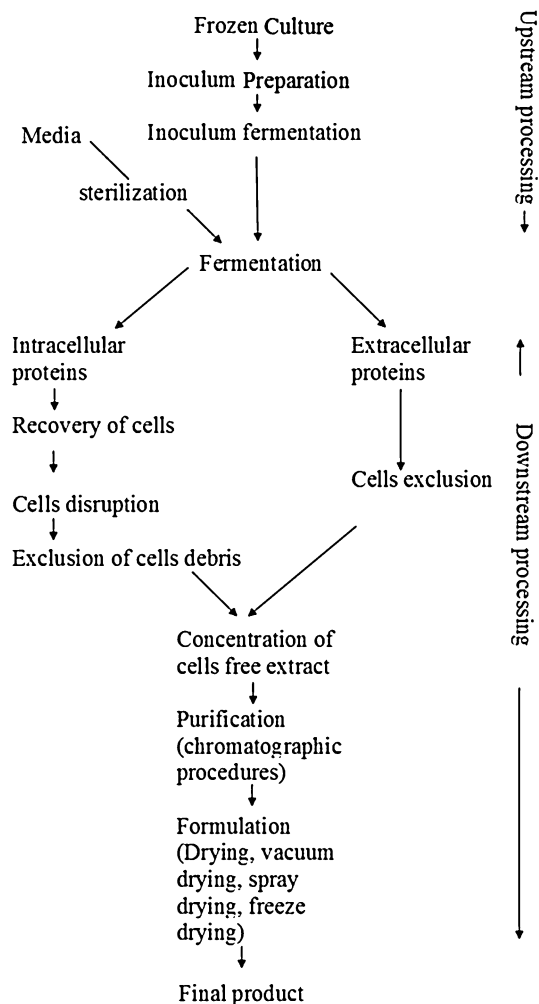 Frozen Culture
Inoculum Preparation
Inoculum fermentation
Media
sterilization
Fermentation
Upstream processing
Intracellular
proteins
Recovery of cells
Cells disruption
Exclusion of cells debris
Extracellular
proteins
Cells exclusion
Downstream processing
Concentration of
cells free extract
Purification
(chromatographic
procedures)
Formulation
(Drying, vacuum
drying, spray
drying, freeze
drying)
Final product